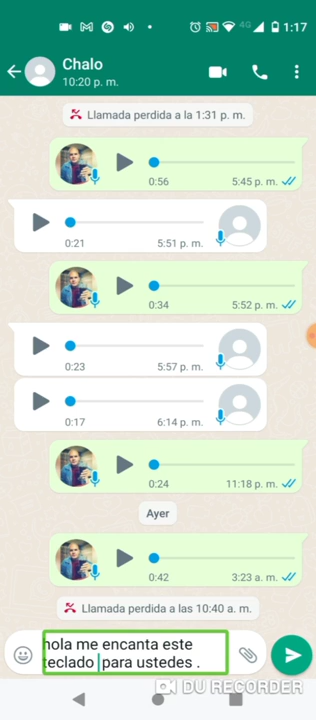 4G 1:17
Chalo
10:20 p. m.
Llamada perdida a la 1:31 p. m.
0:56 5:45 p. m.
0:21 5:51 p. m.
0:34 5:52 p. m.
0:23 5:57 p. m.
0:17 6:14 p. m.
0:24 11:18 p. m.
Ayer
0:42 3:23 a. m.
Llamada perdida a las 10:40 a. m.
hola me encanta este
teclado para ustedes .
DU RECORDER